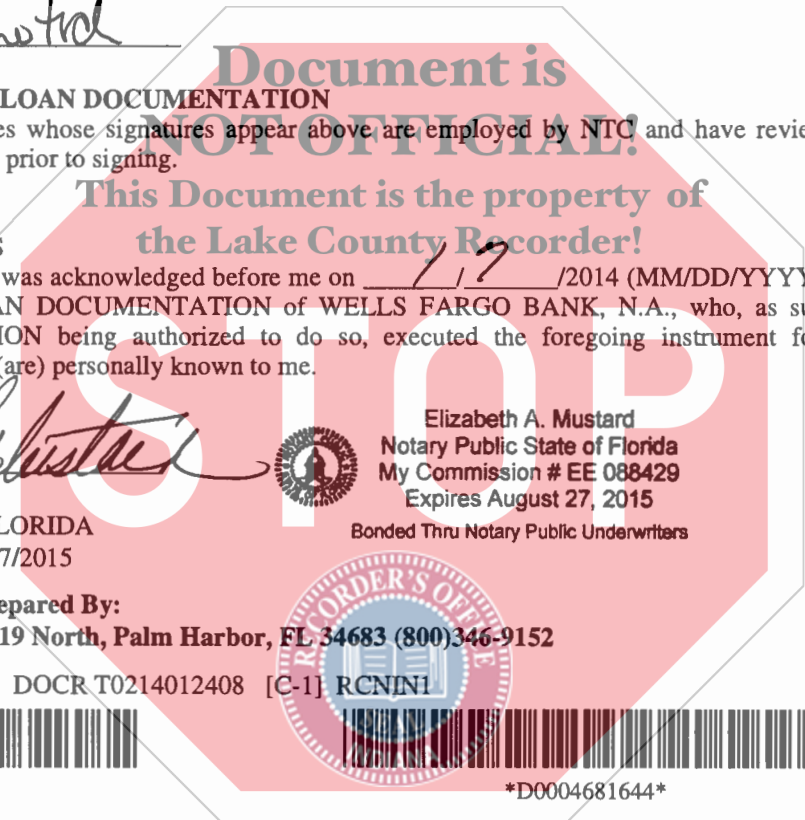 Document is
LOAN DOCUMENTATION
NOT OFFICIAL!
es whose signatures appear above are employed by NTC and have revie
prior to signing.
This Document is the property of
the Lake County Recorder!
S
was acknowledged before me on 1/7/2014 (MM/DD/YYYY
AN DOCUMENTATION of WELLS FARGO BANK, N.A., who, as su
ION being authorized to do so, executed the foregoing instrument fo
(are) personally known to me.
STOP
Elizabeth A. Mustard
Notary Public State of Florida
My Commission # EE 088429
Expires August 27, 2015
Bonded Thru Notary Public Underwriters
LORIDA
7/2015
epared By:
19 North, Palm Harbor, FL 34683 (800)346-9152
RECORDER'S OFFICE
SEAL
INDIANA
DOCR T0214012408 [C-1] RCNIN1
*D0004681644*